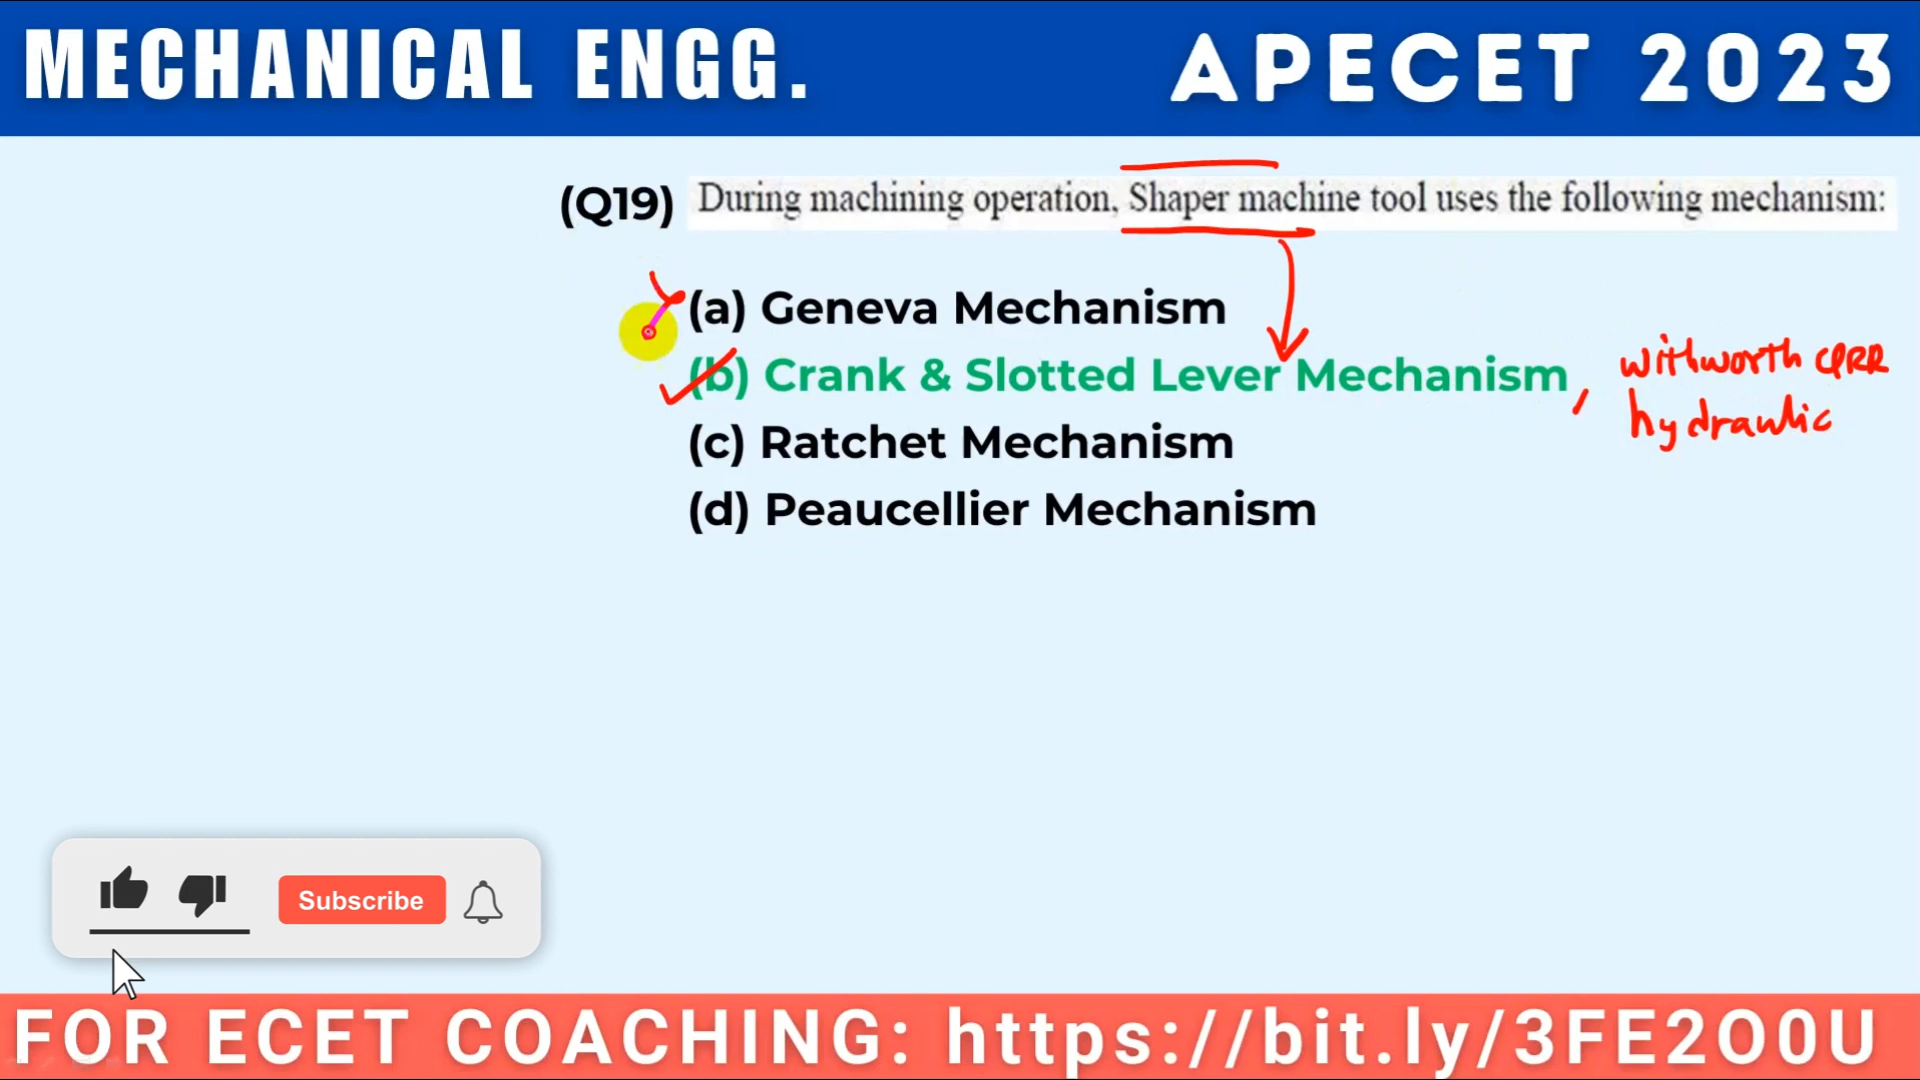 MECHANICAL ENGG.
APECET 2023
(Q19) During machining operation, Shaper machine tool uses the following mechanism:
(a) Geneva Mechanism
(b) Crank & Slotted Lever Mechanism, withworth QRR
hydraulic
(c) Ratchet Mechanism
(d) Peaucellier Mechanism
Subscribe
FOR ECET COACHING: https://bit.ly/3FE2O0U